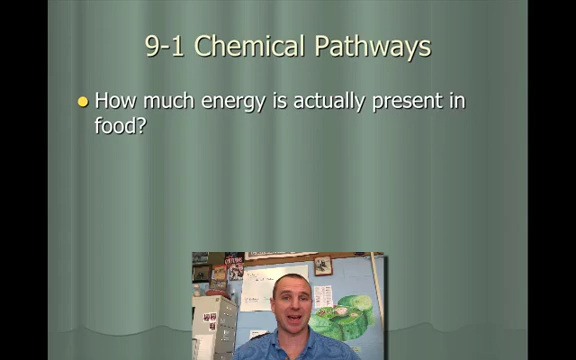 9-1 Chemical Pathways
How much energy is actually present in
food?